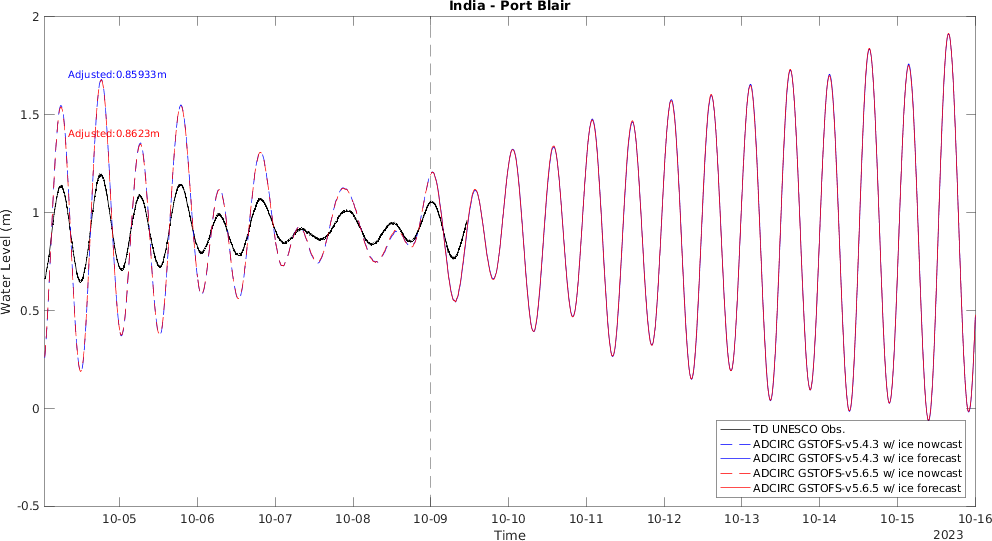 India - Port Blair
2
1.5
1
0.5
0
-0.5
Water Level (m)
Adjusted:0.85933m
Adjusted:0.8623m
TD UNESCO Obs.
ADCIRC GSTOFS-v5.4.3 w/ ice nowcast
ADCIRC GSTOFS-v5.4.3 w/ ice forecast
ADCIRC GSTOFS-v5.6.5 w/ ice nowcast
ADCIRC GSTOFS-v5.6.5 w/ ice forecast
10-05 10-06 10-07 10-08 10-09 10-10 10-11 10-12 10-13 10-14 10-15 10-16
Time
2023